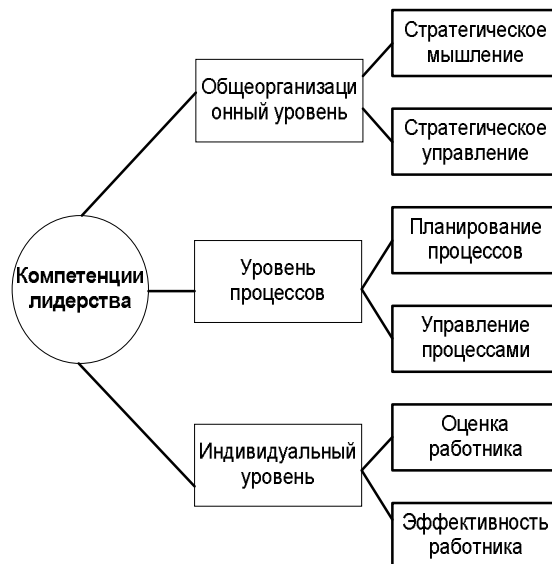 Стратегическое
мышление
Общеорганизаци
онный уровень
Стратегическое
управление
Планирование
процессов
Компетенции
лидерства
Уровень
процессов
Управление
процессами
Оценка
работника
Индивидуальный
уровень
Эффективность
работника